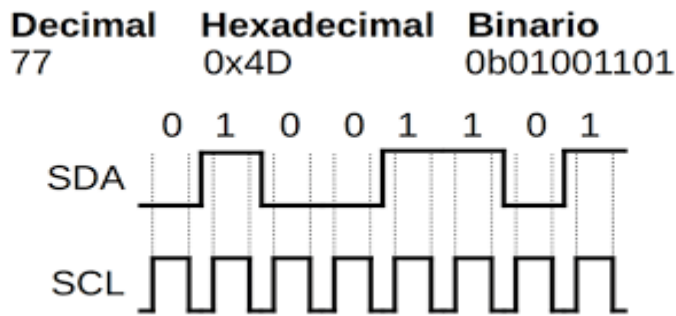 Decimal Hexadecimal Binario
77 0x4D 0b01001101
0 1 0 0 1 1 0 1
SDA
SCL